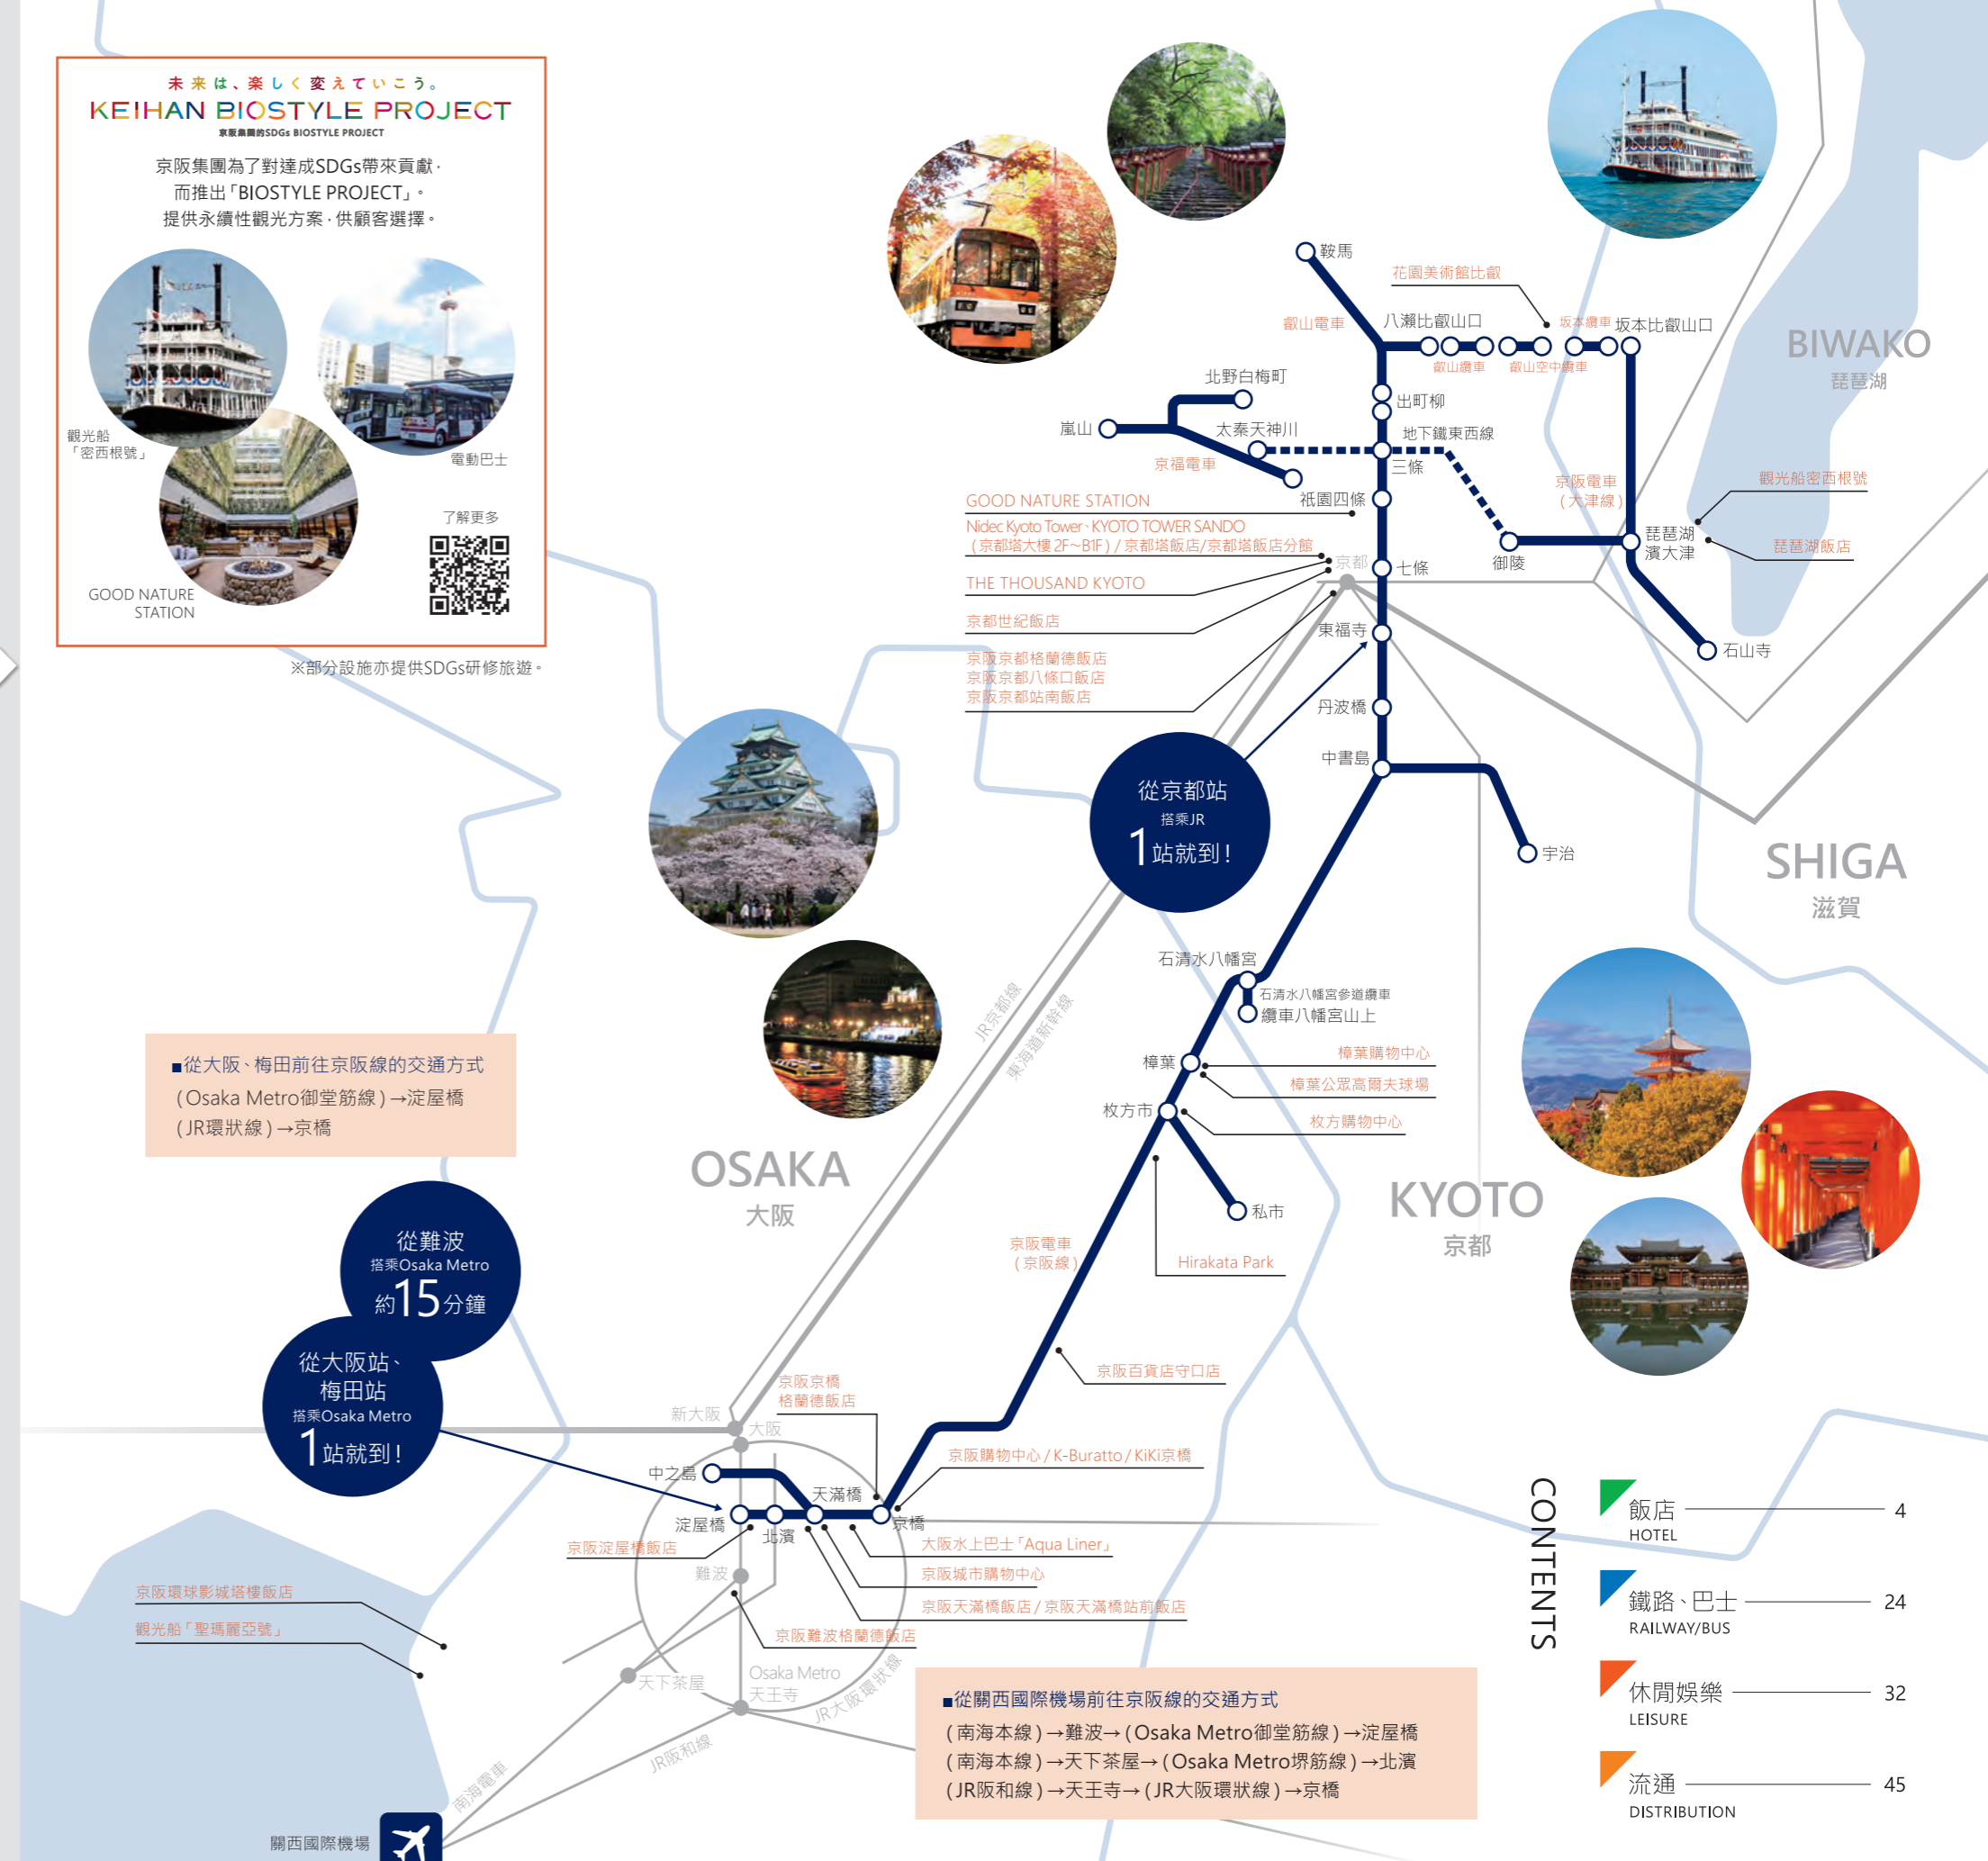 未来は、楽しく変えていこう。
KEIHAN BIOSTYLE PROJECT
京阪集團的SDGs BIOSTYLE PROJECT
京阪集團為了對達成SDGs帶來貢獻，
而推出「BIOSTYLE PROJECT」。
提供永續性觀光方案，供顧客選擇。
觀光船
「密西根號」
電動巴士
GOOD NATURE
STATION
了解更多
※部分設施亦提供SDGs研修旅遊。
鞍馬
花園美術館比叡
叡山電車
八瀨比叡山口
坂本纜車
坂本比叡山口
叡山纜車
叡山空中纜車
BIWAKO
琵琶湖
北野白梅町
出町柳
嵐山
太秦天神川
地下鐵東西線
三條
京福電車
京阪電車
（大津線）
觀光船密西根號
GOOD NATURE STATION
祇園四條
Nidec Kyoto Tower、KYOTO TOWER SANDO
（京都塔大樓 2F～B1F）/ 京都塔飯店/京都塔飯店分館
琵琶湖
濱大津
琵琶湖飯店
御陵
京都
七條
THE THOUSAND KYOTO
京都世紀飯店
東福寺
石山寺
京阪京都格蘭德飯店
京阪京都八條口飯店
京阪京都站南飯店
丹波橋
中書島
從京都站
搭乘JR
1站就到！
宇治
SHIGA
滋賀
石清水八幡宮
石清水八幡宮參道纜車
纜車八幡宮山上
JR京都線
東海道新幹線
樟葉
樟葉購物中心
樟葉公眾高爾夫球場
枚方市
枚方購物中心
■從大阪、梅田前往京阪線的交通方式
（Osaka Metro御堂筋線）→淀屋橋
（JR環狀線）→京橋
OSAKA
大阪
KYOTO
京都
私市
京阪電車
（京阪線）
Hirakata Park
從難波
搭乘Osaka Metro
約15分鐘
從大阪站、
梅田站
搭乘Osaka Metro
1站就到！
京阪百貨店守口店
京阪京橋
格蘭德飯店
新大阪
大阪
京阪購物中心 / K-Buratto / KiKi京橋
中之島
天滿橋
淀屋橋
北濱
京橋
京阪淀屋橋飯店
大阪水上巴士「Aqua Liner」
難波
京阪城市購物中心
京阪天滿橋飯店 / 京阪天滿橋站前飯店
京阪難波格蘭德飯店
京阪環球影城塔樓飯店
觀光船「聖瑪麗亞號」
天下茶屋
Osaka Metro
天王寺
JR大阪環狀線
JR阪和線
南海電車
關西國際機場
■從關西國際機場前往京阪線的交通方式
（南海本線）→難波→（Osaka Metro御堂筋線）→淀屋橋
（南海本線）→天下茶屋→（Osaka Metro堺筋線）→北濱
（JR阪和線）→天王寺→（JR大阪環狀線）→京橋
CONTENTS
飯店 4
HOTEL
鐵路、巴士 24
RAILWAY/BUS
休閒娛樂 32
LEISURE
流通 45
DISTRIBUTION